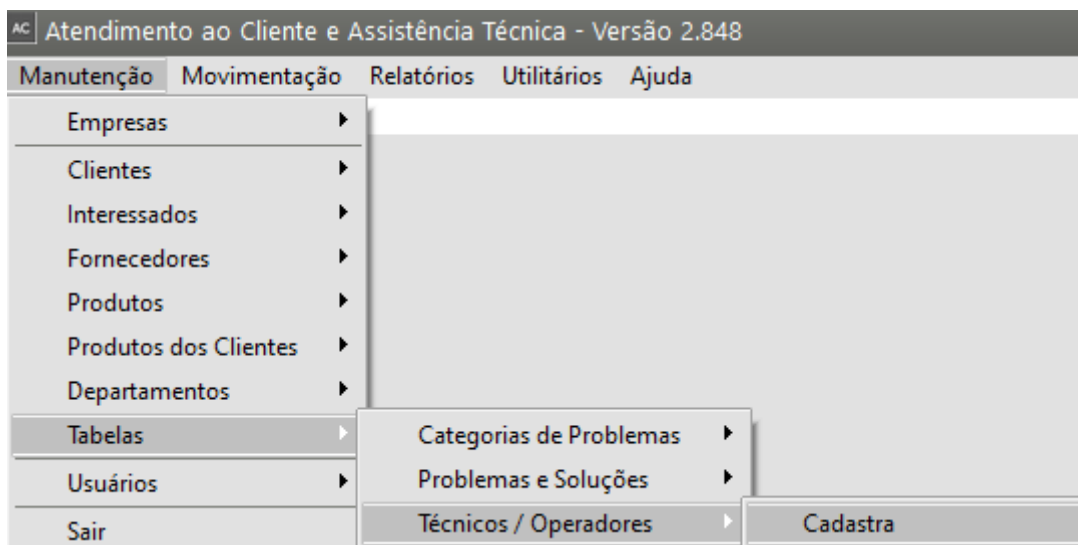 AC Atendimento ao Cliente e Assistência Técnica - Versão 2.848
Manutenção Movimentação Relatórios Utilitários Ajuda
Empresas
Clientes
Interessados
Fornecedores
Produtos
Produtos dos Clientes
Departamentos
Tabelas Categorias de Problemas
Usuários Problemas e Soluções
Sair Técnicos / Operadores Cadastra